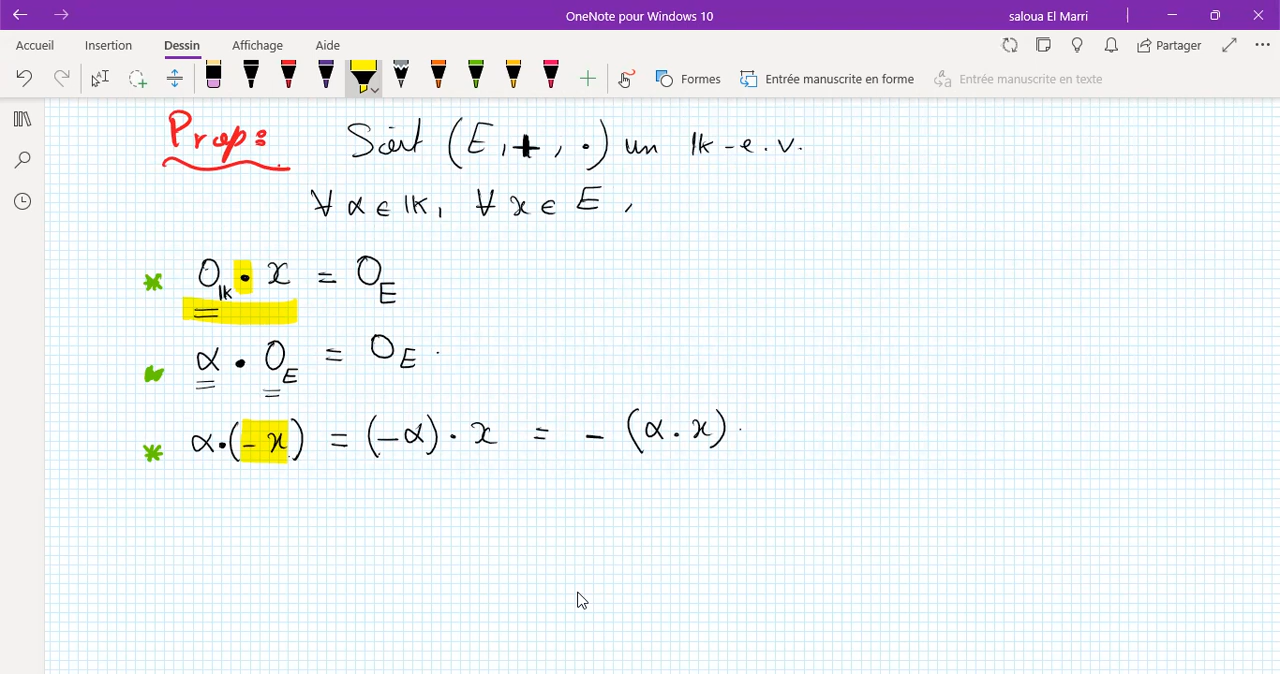 OneNote pour Windows 10
saloua El Marri
Accueil Insertion Dessin Affichage Aide
Partager
Formes Entrée manuscrite en forme Entrée manuscrite en texte
Prop:
Soit (E, +, ·) un 𝕂-e.v.
∀ α ∈ 𝕂, ∀ x ∈ E,
* 0_𝕂 · x = 0_E
* α · 0_E = 0_E.
* α·(-x) = (-α)·x = -(α·x).